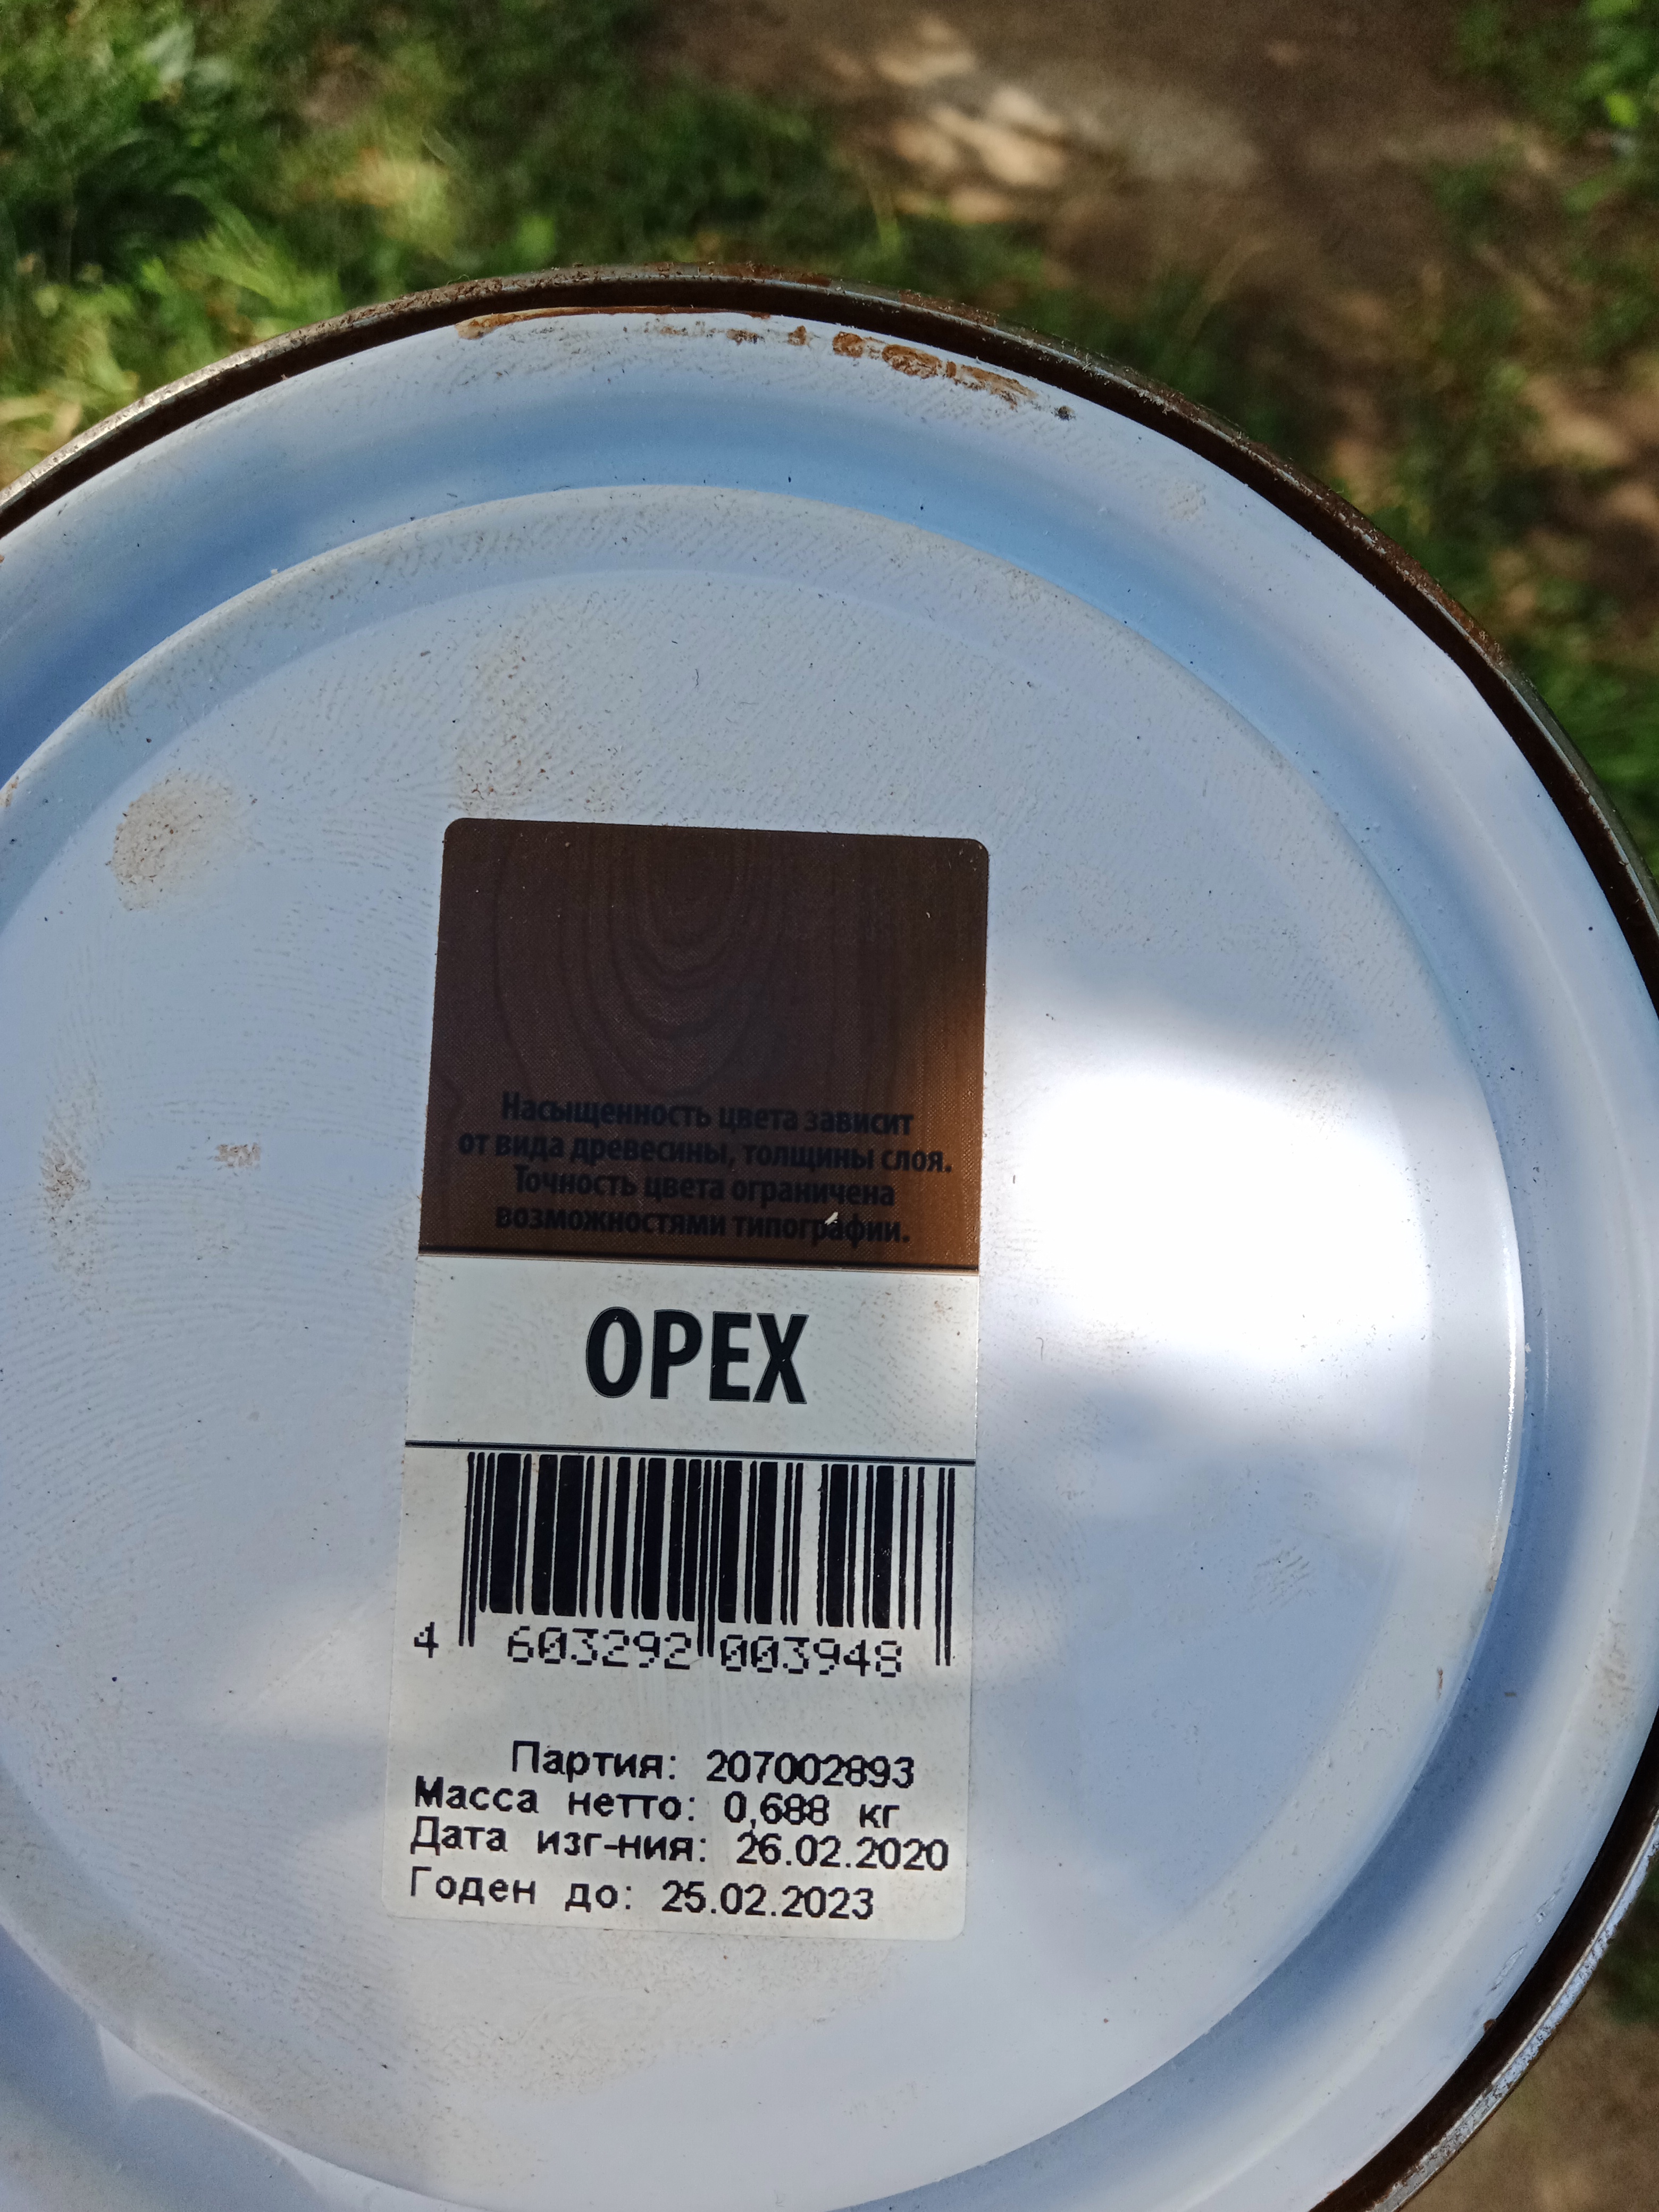 Насыщенность цвета зависит
от вида древесины, толщины слоя.
Точность цвета ограничена
возможностями типографии.
ОРЕХ
4 603292 003948
Партия: 207002893
Масса нетто: 0,688 кг
Дата изг-ния: 26.02.2020
Годен до: 25.02.2023